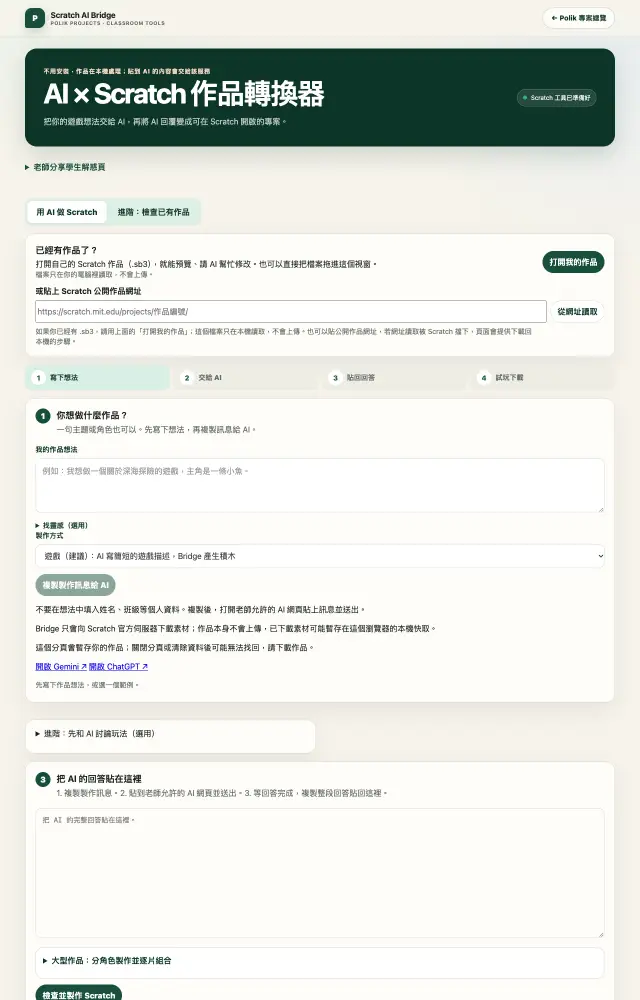 P
Scratch AI Bridge
POLIK PROJECTS · CLASSROOM TOOLS
← Polik 專案總覽
不用安裝,作品在本機處理;貼到 AI 的內容會交給該服務
AI × Scratch 作品轉換器
把你的遊戲想法交給 AI,再將 AI 回覆變成可在 Scratch 開啟的專案。
Scratch 工具已準備好
▶ 老師分享學生解惑頁
用 AI 做 Scratch
進階:檢查已有作品
已經有作品了?
打開自己的 Scratch 作品(.sb3),就能預覽、請 AI 幫忙修改。也可以直接把檔案拖進這個視窗。
檔案只在你的電腦裡讀取,不會上傳。
打開我的作品
或貼上 Scratch 公開作品網址
https://scratch.mit.edu/projects/作品編號/
從網址讀取
如果你已經有 .sb3,請用上面的「打開我的作品」;這個檔案只在本機讀取,不會上傳。也可以貼公開作品網址,若網址讀取被 Scratch 擋下,頁面會提供下載回
本機的步驟。
1 寫下想法
2 交給 AI
3 貼回回答
4 試玩下載
1 你想做什麼作品?
一句主題或角色也可以。先寫下想法,再複製訊息給 AI。
我的作品想法
例如:我想做一個關於深海探險的遊戲,主角是一條小魚。
▶ 找靈感(選用)
製作方式
遊戲(建議):AI 寫簡短的遊戲描述,Bridge 產生積木
複製製作訊息給 AI
不要在想法中填入姓名、班級等個人資料。複製後,打開老師允許的 AI 網頁貼上訊息並送出。
Bridge 只會向 Scratch 官方伺服器下載素材;作品本身不會上傳,已下載素材可能暫存在這個瀏覽器的本機快取。
這個分頁會暫存你的作品;關閉分頁或清除資料後可能無法找回,請下載作品。
開啟 Gemini ↗ 開啟 ChatGPT ↗
先寫下作品想法,或選一個範例。
▶ 進階:先和 AI 討論玩法(選用)
3 把 AI 的回答貼在這裡
1. 複製製作訊息。2. 貼到老師允許的 AI 網頁並送出。3. 等回答完成,複製整段回答貼回這裡。
把 AI 的完整回答貼在這裡。
▶ 大型作品:分角色製作並逐片組合
檢查並製作 Scratch